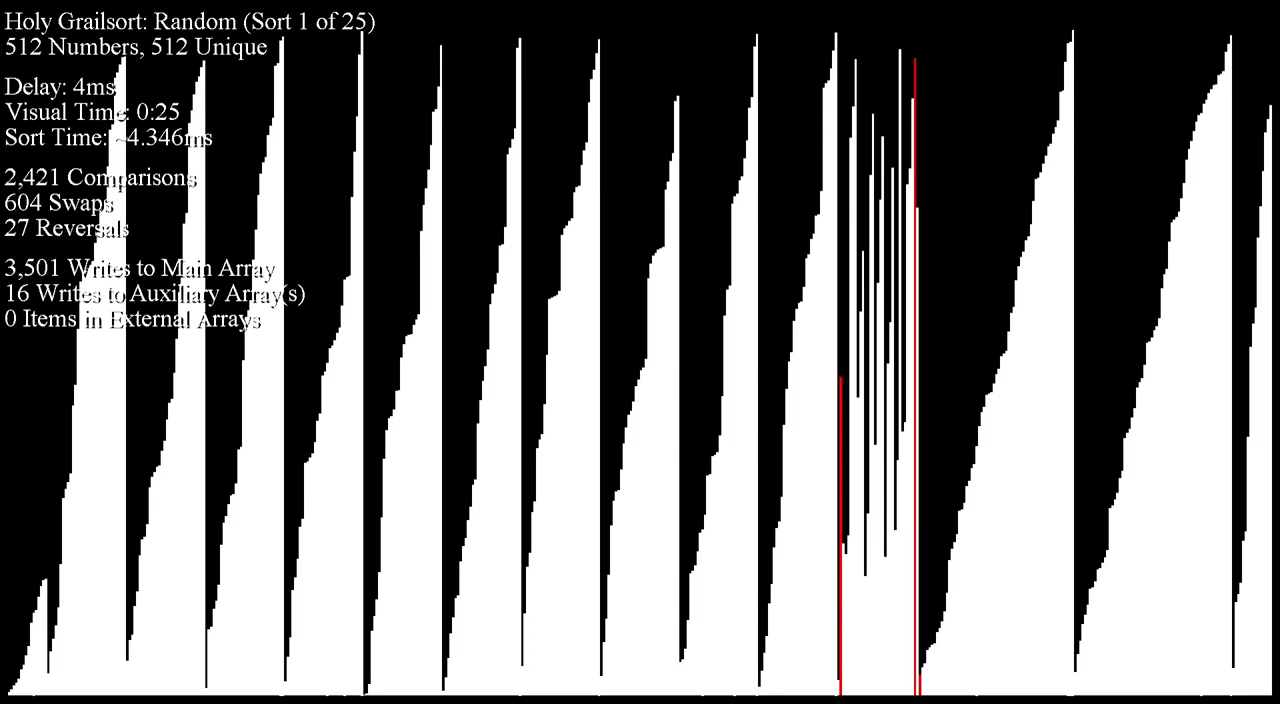 Holy Grailsort: Random (Sort 1 of 25)
512 Numbers, 512 Unique
Delay: 4ms
Visual Time: 0:25
Sort Time: ~4.346ms
2,421 Comparisons
604 Swaps
27 Reversals
3,501 Writes to Main Array
16 Writes to Auxiliary Array(s)
0 Items in External Arrays